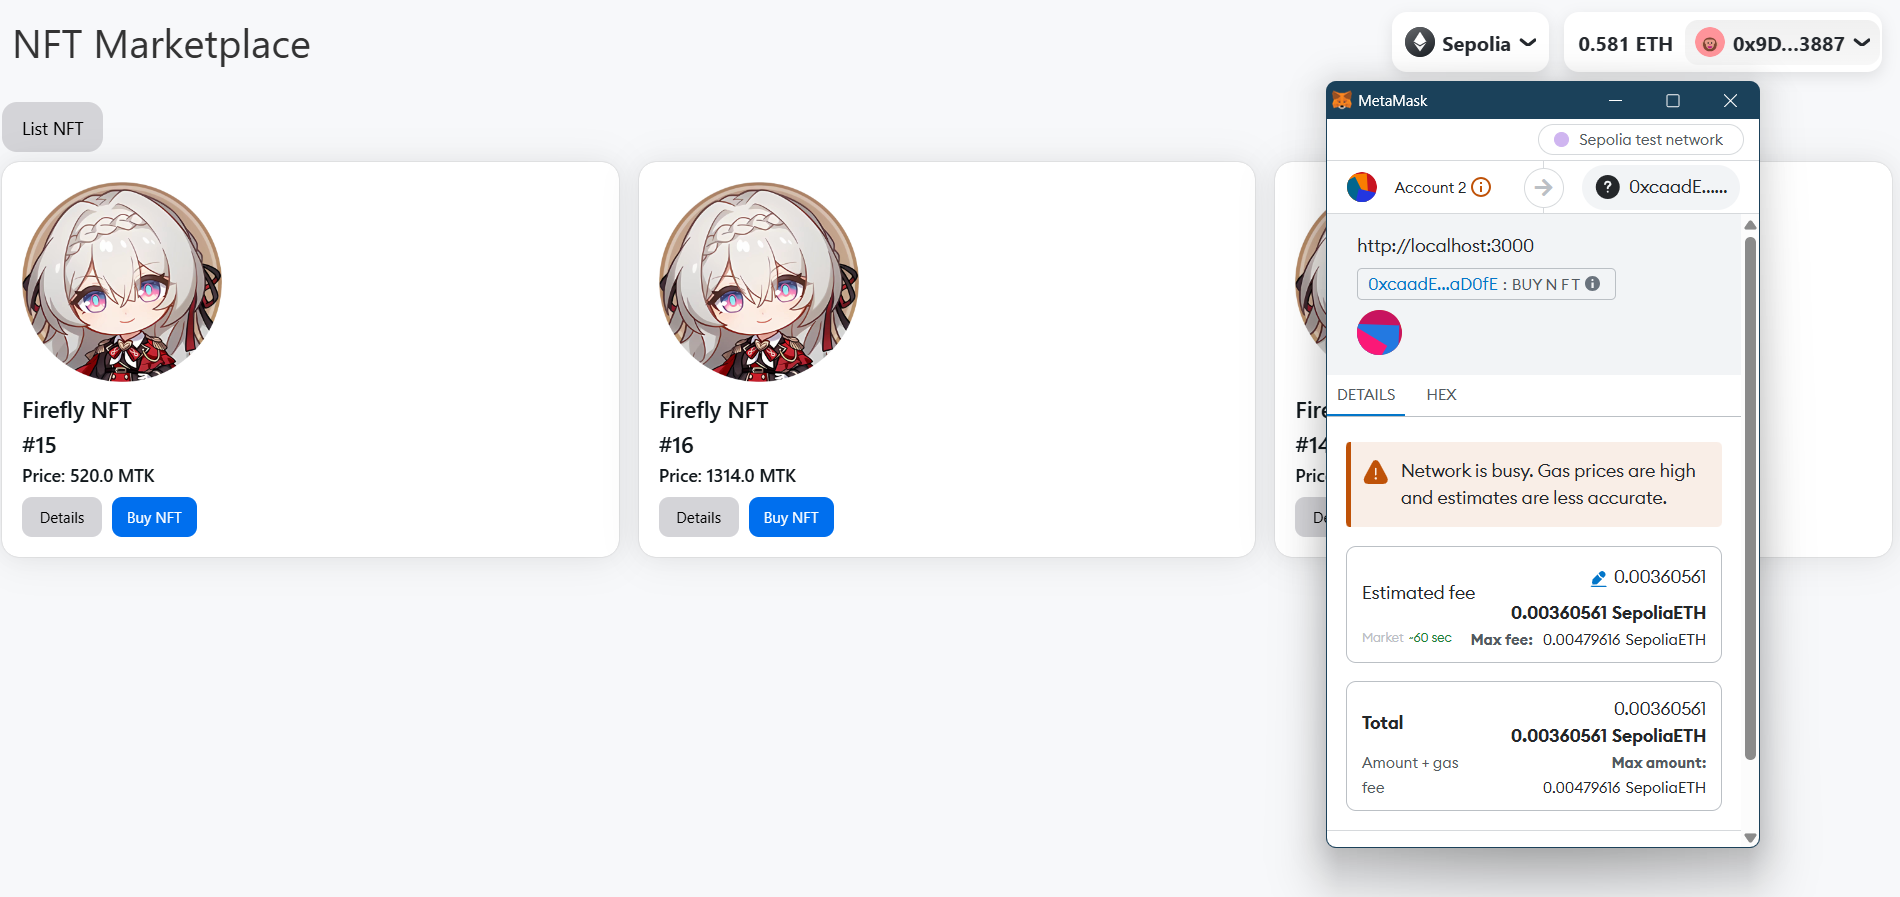 NFT Marketplace
Sepolia
0.581 ETH
0x9D...3887
List NFT
Firefly NFT
#15
Price: 520.0 MTK
Details
Buy NFT
Firefly NFT
#16
Price: 1314.0 MTK
Details
Buy NFT
#14
MetaMask
Sepolia test network
Account 2
0xcaadE......
http://localhost:3000
0xcaadE...aD0fE : BUY N F T
DETAILS
HEX
Network is busy. Gas prices are high
and estimates are less accurate.
0.00360561
Estimated fee
0.00360561 SepoliaETH
Market ~60 sec
Max fee: 0.00479616 SepoliaETH
0.00360561
Total
0.00360561 SepoliaETH
Amount + gas
fee
Max amount:
0.00479616 SepoliaETH